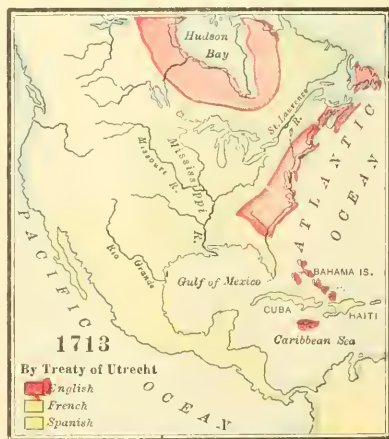 Hudson
Bay
St. Laurence
R.
Missouri R.
Mississippi
R.
Rio Grande
ATLANTIC
OCEAN
PACIFIC
OCEAN
Gulf of Mexico
BAHAMA IS.
CUBA
HAITI
Caribbean Sea
1713
By Treaty of Utrecht
English
French
Spanish